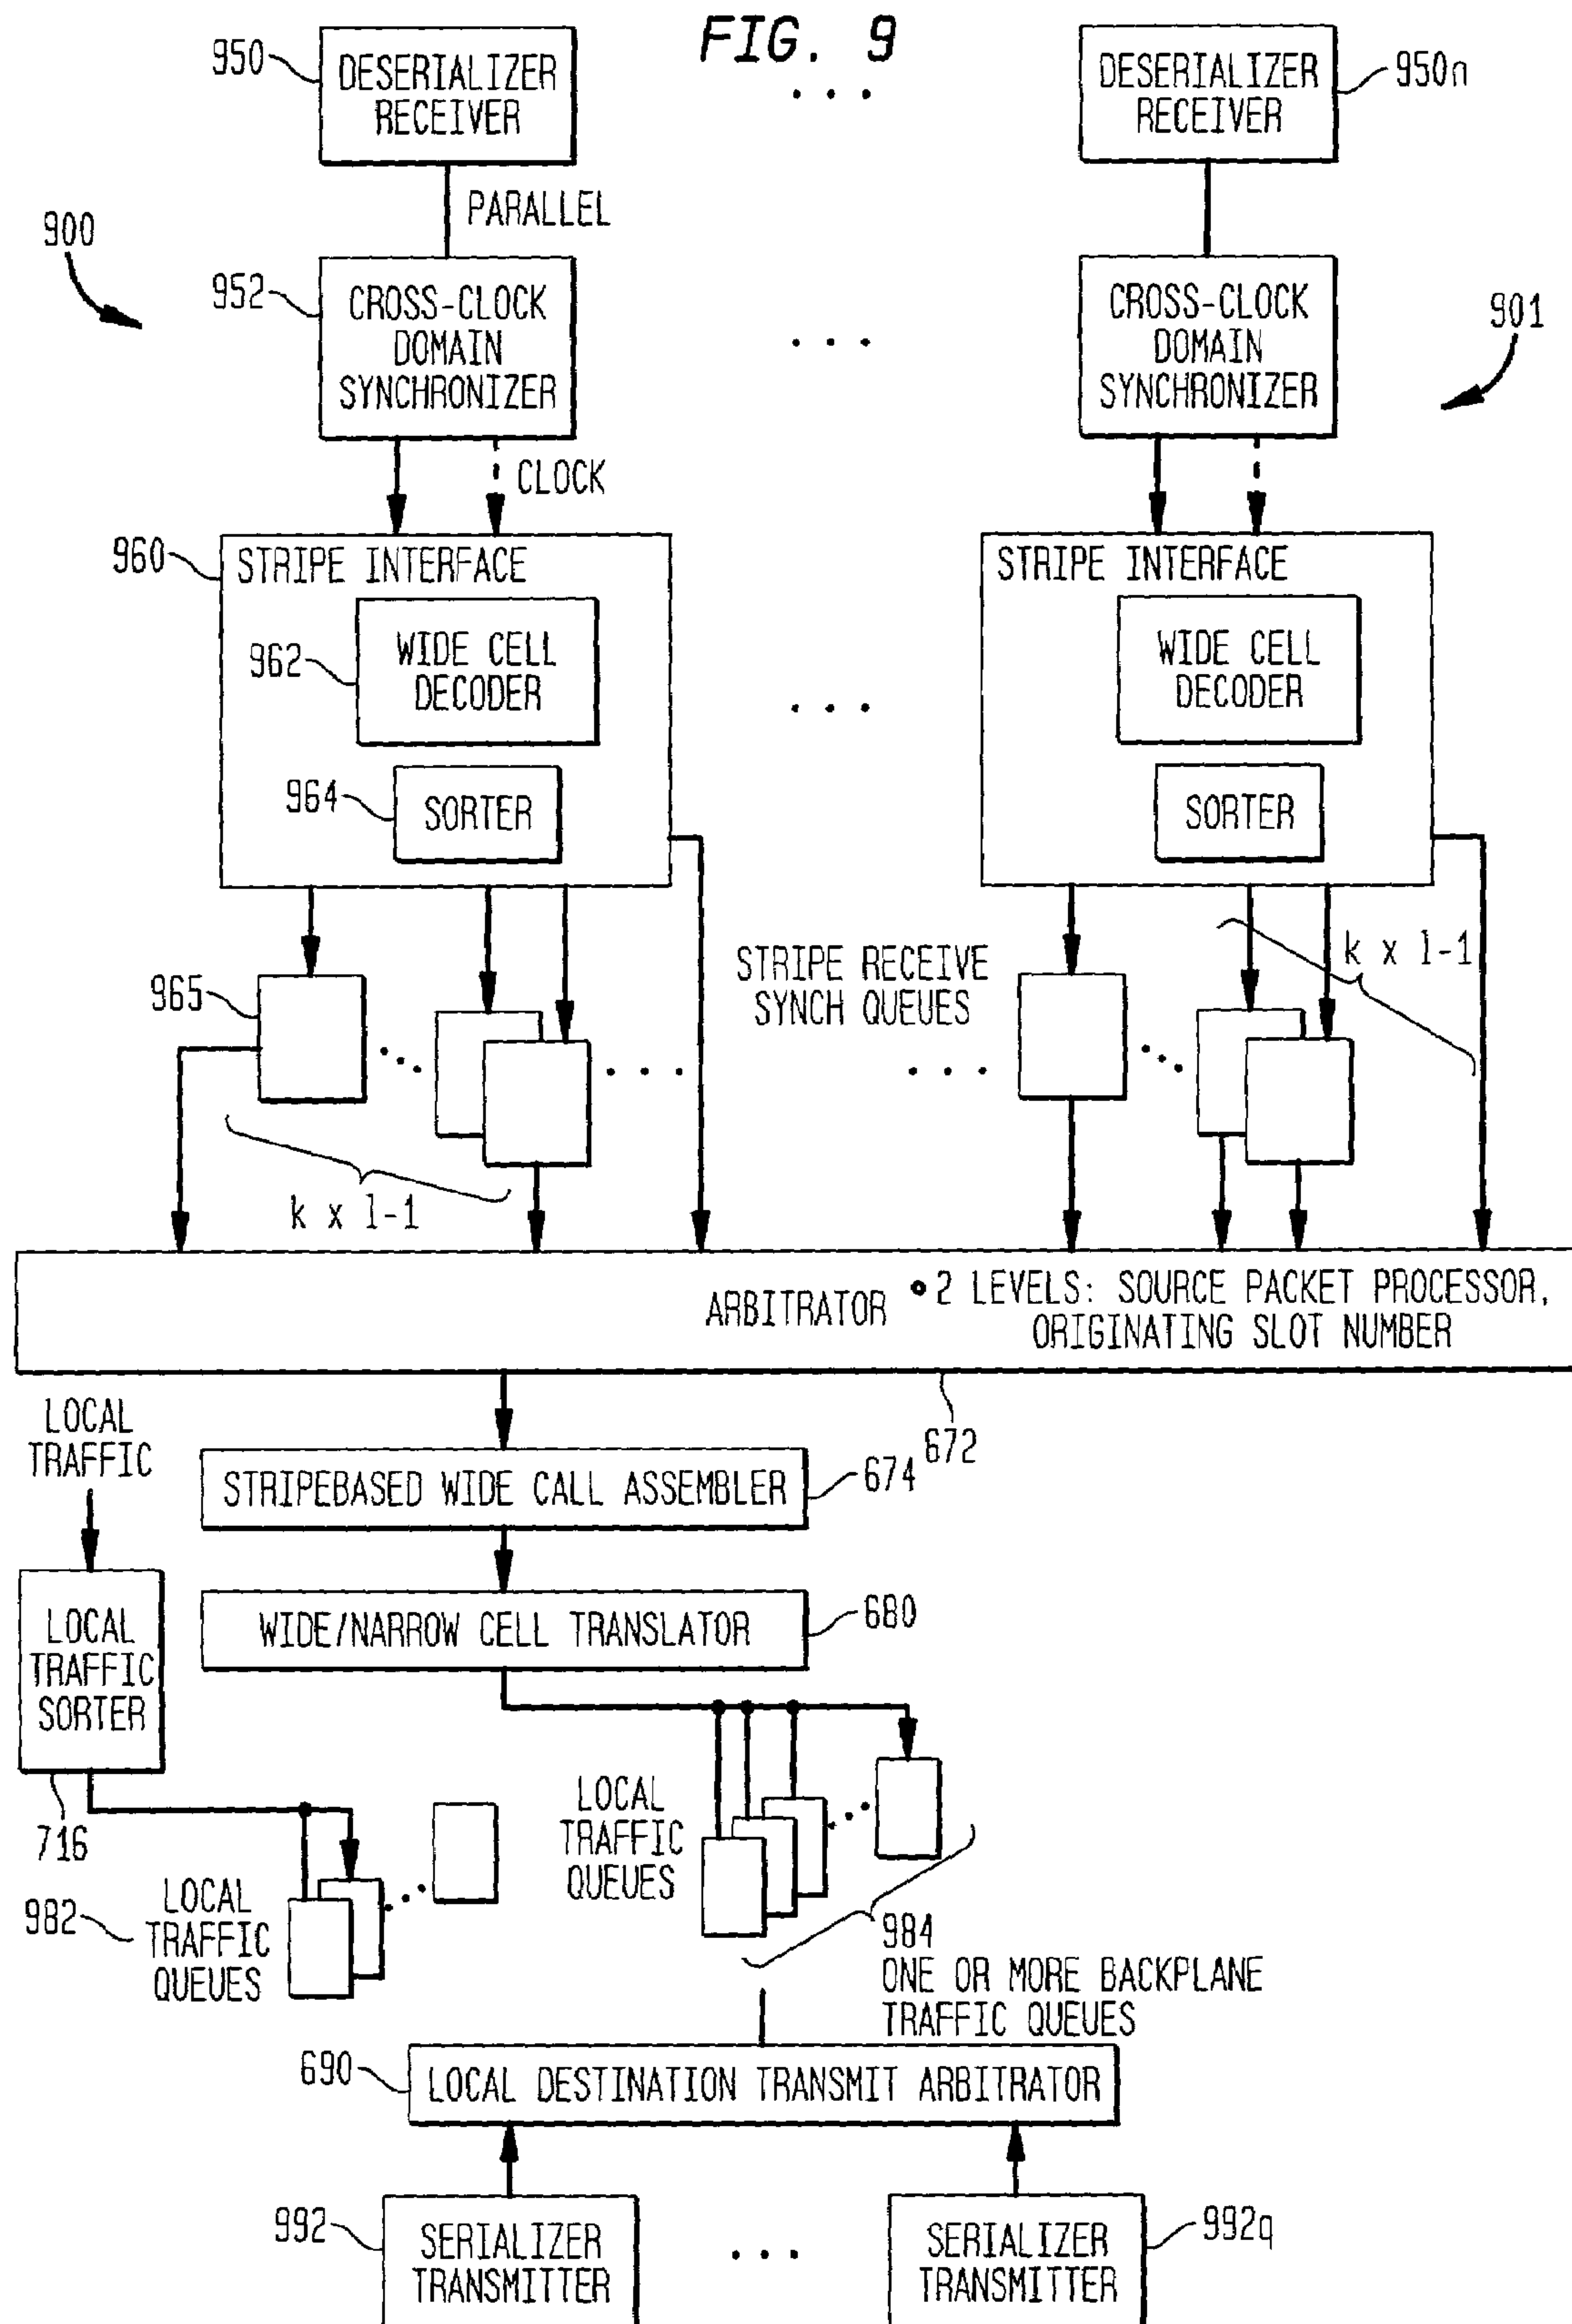 FIG. 9
950
DESERIALIZER
RECEIVER
DESERIALIZER
RECEIVER
950n
PARALLEL
900
952
CROSS-CLOCK
DOMAIN
SYNCHRONIZER
CROSS-CLOCK
DOMAIN
SYNCHRONIZER
901
CLOCK
960
STRIPE INTERFACE
STRIPE INTERFACE
962
WIDE CELL
DECODER
WIDE CELL
DECODER
964
SORTER
SORTER
965
STRIPE RECEIVE
SYNCH QUEUES
k x l-1
k x l-1
ARBITRATOR
• 2 LEVELS: SOURCE PACKET PROCESSOR,
ORIGINATING SLOT NUMBER
672
LOCAL
TRAFFIC
STRIPEBASED WIDE CALL ASSEMBLER
674
LOCAL
TRAFFIC
SORTER
WIDE/NARROW CELL TRANSLATOR
680
716
LOCAL
TRAFFIC
QUEUES
982
LOCAL
TRAFFIC
QUEUES
984
ONE OR MORE BACKPLANE
TRAFFIC QUEUES
690
LOCAL DESTINATION TRANSMIT ARBITRATOR
992
SERIALIZER
TRANSMITTER
SERIALIZER
TRANSMITTER
992q